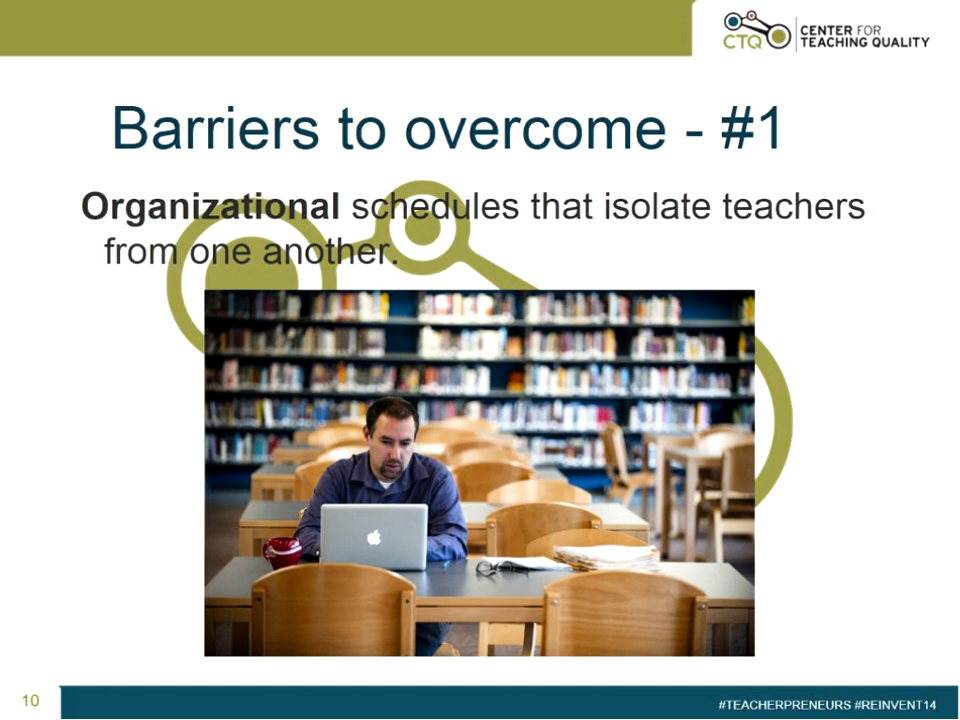 CTQ
CENTER FOR
TEACHING QUALITY
Barriers to overcome - #1
Organizational schedules that isolate teachers
from one another.
10
#TEACHERPRENEURS #REINVENT14